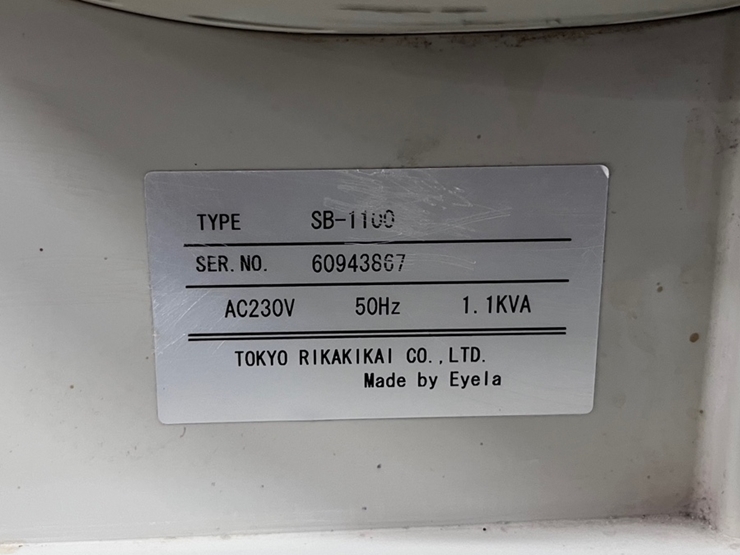 TYPE SB-1100
SER. NO. 60943867
AC230V 50Hz 1.1KVA
TOKYO RIKAKIKAI CO., LTD.
Made by Eyela